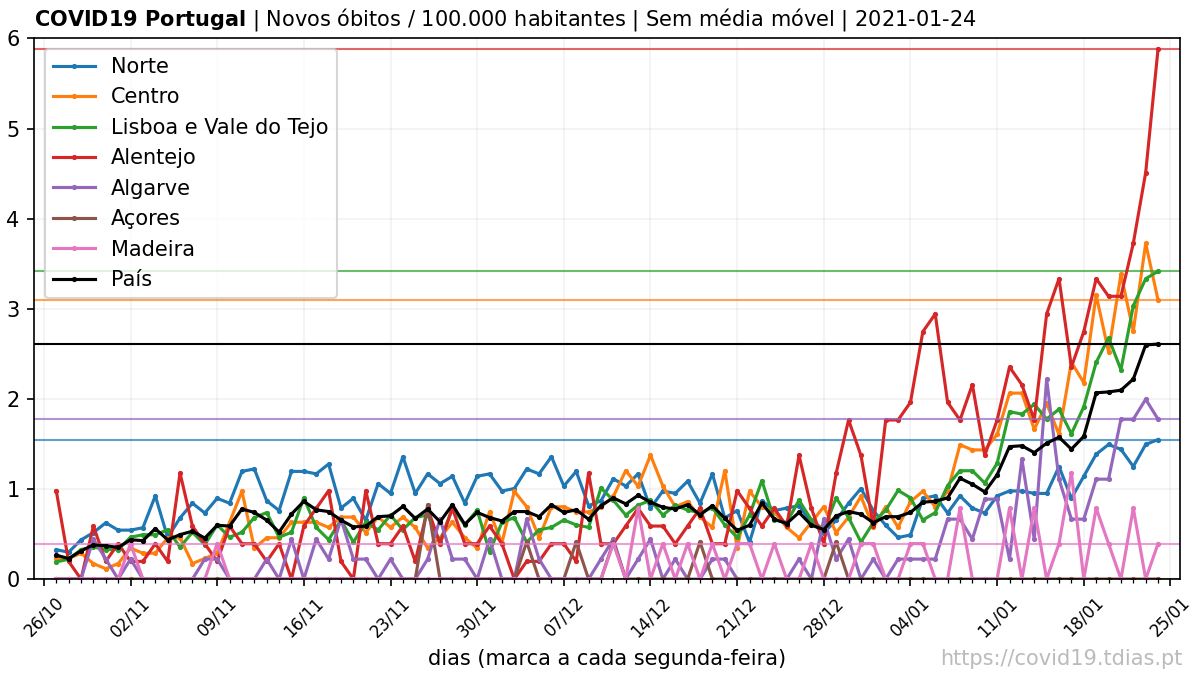 COVID19 Portugal | Novos óbitos / 100.000 habitantes | Sem média móvel | 2021-01-24
6
5
4
3
2
1
0
Norte
Centro
Lisboa e Vale do Tejo
Alentejo
Algarve
Açores
Madeira
País
26/10
02/11
09/11
16/11
23/11
30/11
07/12
14/12
21/12
28/12
04/01
11/01
18/01
25/01
dias (marca a cada segunda-feira)
https://covid19.tdias.pt